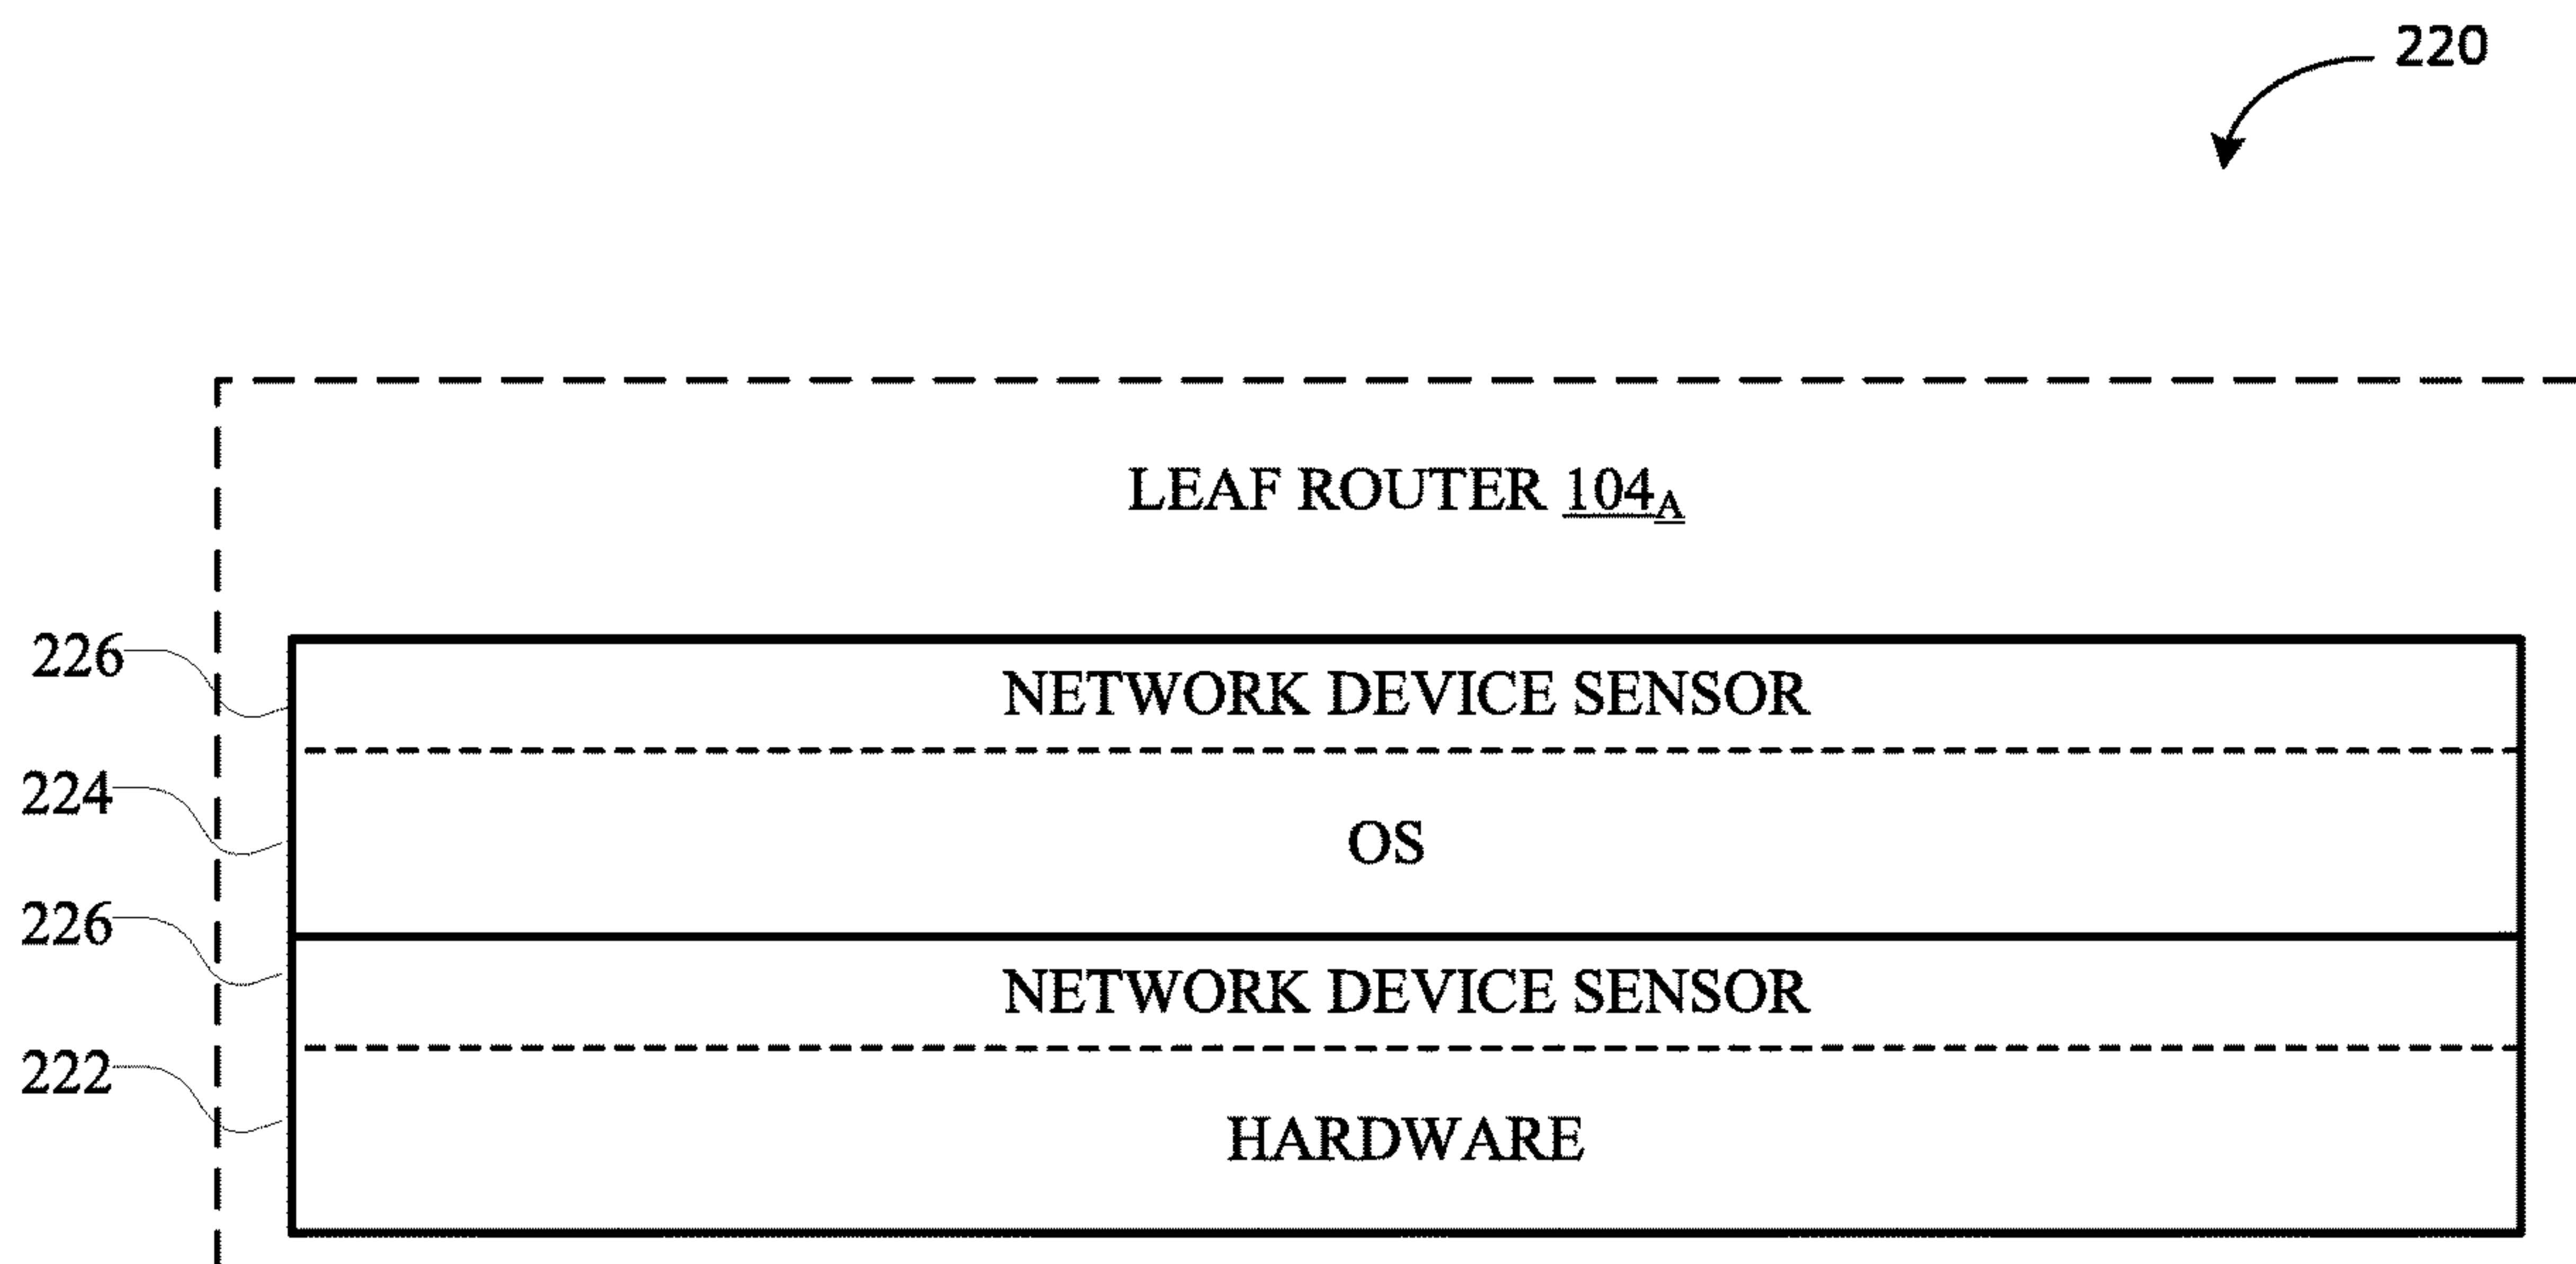 220
LEAF ROUTER 104A
226
NETWORK DEVICE SENSOR
224
OS
226
NETWORK DEVICE SENSOR
222
HARDWARE